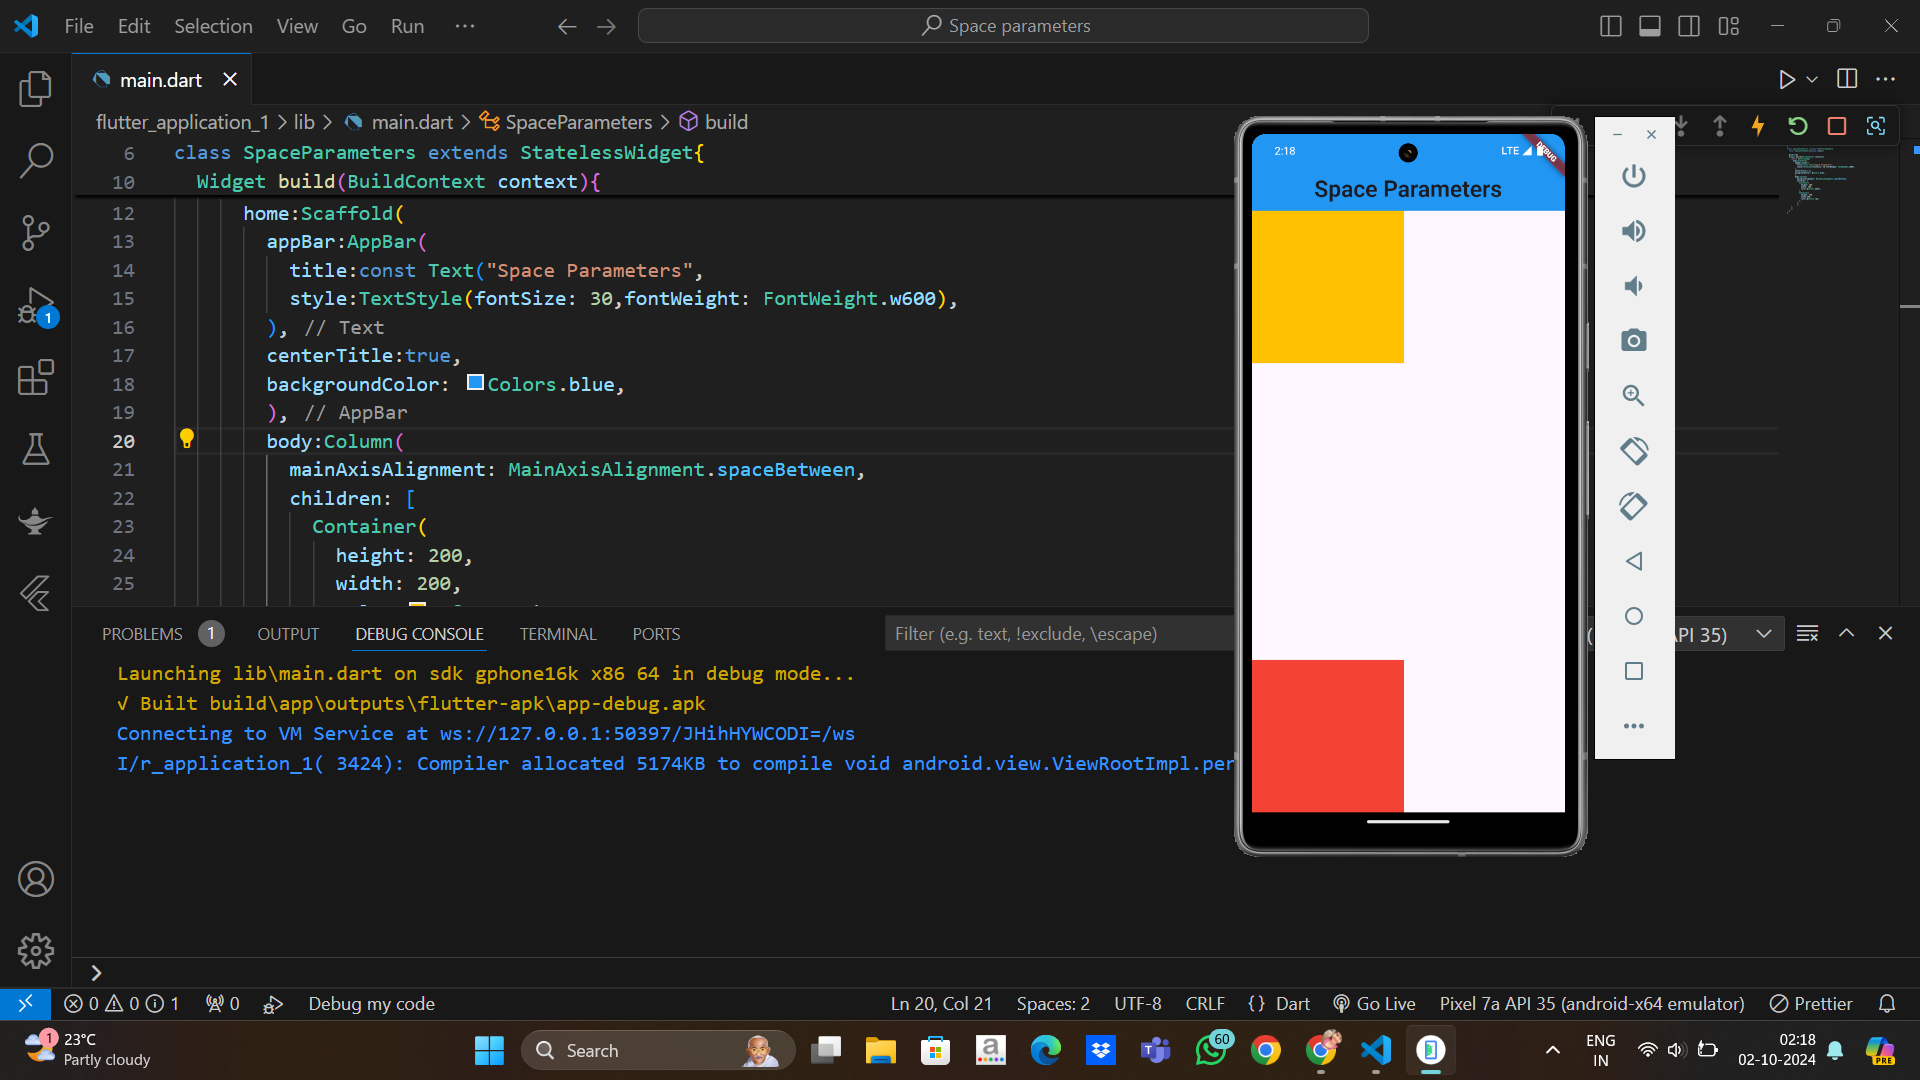 File Edit Selection View Go Run ···
Space parameters
main.dart
flutter_application_1 > lib > main.dart > SpaceParameters > build
6 class SpaceParameters extends StatelessWidget{
10 Widget build(BuildContext context){
12 home:Scaffold(
13 appBar:AppBar(
14 title:const Text("Space Parameters",
15 style:TextStyle(fontSize: 30,fontWeight: FontWeight.w600),
16 ), // Text
17 centerTitle:true,
18 backgroundColor: Colors.blue,
19 ), // AppBar
20 body:Column(
21 mainAxisAlignment: MainAxisAlignment.spaceBetween,
22 children: [
23 Container(
24 height: 200,
25 width: 200,
1
2:18 LTE DEBUG
Space Parameters
PROBLEMS 1 OUTPUT DEBUG CONSOLE TERMINAL PORTS Filter (e.g. text, !exclude, \escape) API 35)
Launching lib\main.dart on sdk gphone16k x86 64 in debug mode...
√ Built build\app\outputs\flutter-apk\app-debug.apk
Connecting to VM Service at ws://127.0.0.1:50397/JHihHYWCODI=/ws
I/r_application_1( 3424): Compiler allocated 5174KB to compile void android.view.ViewRootImpl.per
0 0 1 0 Debug my code Ln 20, Col 21 Spaces: 2 UTF-8 CRLF {} Dart Go Live Pixel 7a API 35 (android-x64 emulator) Prettier
1 23°C
Partly cloudy
Search
60
ENG
IN
02:18
02-10-2024
PRE